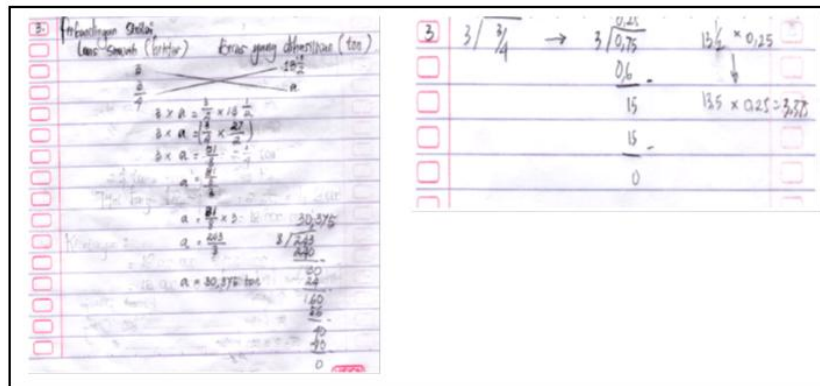 3. Perbandingan Senilai
Luas Sawah (hektar) Beras yang dihasilkan (ton)
3 13 1/2
3/4 a
3 × a = 3/4 × 13 1/2
3 × a = (3/4 × 27/2)
3 × a = 81/8
a = 81/8 / 3
a = 81/8 × 3
a = 243/8
30,375
8 / 243
240
30
24
a = 30,375 ton
60
56
40
40
0
3 3 / 3/4 → 3 / 0,75 13 1/2 × 0,25
0,25
0,6 -
15 13,5 × 0,25 = 3,375
15 -
0